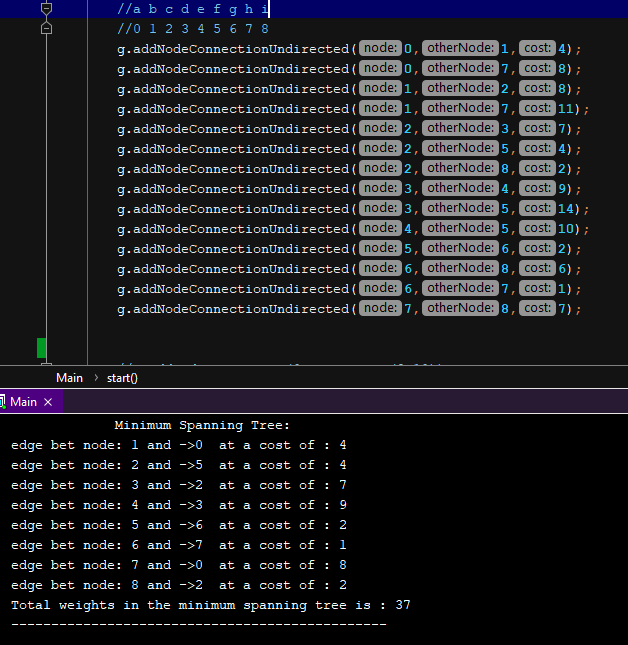 //a b c d e f g h i
//0 1 2 3 4 5 6 7 8
g.addNodeConnectionUndirected( node: 0, otherNode: 1, cost: 4);
g.addNodeConnectionUndirected( node: 0, otherNode: 7, cost: 8);
g.addNodeConnectionUndirected( node: 1, otherNode: 2, cost: 8);
g.addNodeConnectionUndirected( node: 1, otherNode: 7, cost: 11);
g.addNodeConnectionUndirected( node: 2, otherNode: 3, cost: 7);
g.addNodeConnectionUndirected( node: 2, otherNode: 5, cost: 4);
g.addNodeConnectionUndirected( node: 2, otherNode: 8, cost: 2);
g.addNodeConnectionUndirected( node: 3, otherNode: 4, cost: 9);
g.addNodeConnectionUndirected( node: 3, otherNode: 5, cost: 14);
g.addNodeConnectionUndirected( node: 4, otherNode: 5, cost: 10);
g.addNodeConnectionUndirected( node: 5, otherNode: 6, cost: 2);
g.addNodeConnectionUndirected( node: 6, otherNode: 8, cost: 6);
g.addNodeConnectionUndirected( node: 6, otherNode: 7, cost: 1);
g.addNodeConnectionUndirected( node: 7, otherNode: 8, cost: 7);
Main › start()
Main ×
Minimum Spanning Tree:
edge bet node: 1 and ->0 at a cost of : 4
edge bet node: 2 and ->5 at a cost of : 4
edge bet node: 3 and ->2 at a cost of : 7
edge bet node: 4 and ->3 at a cost of : 9
edge bet node: 5 and ->6 at a cost of : 2
edge bet node: 6 and ->7 at a cost of : 1
edge bet node: 7 and ->0 at a cost of : 8
edge bet node: 8 and ->2 at a cost of : 2
Total weights in the minimum spanning tree is : 37
-----------------------------------------------